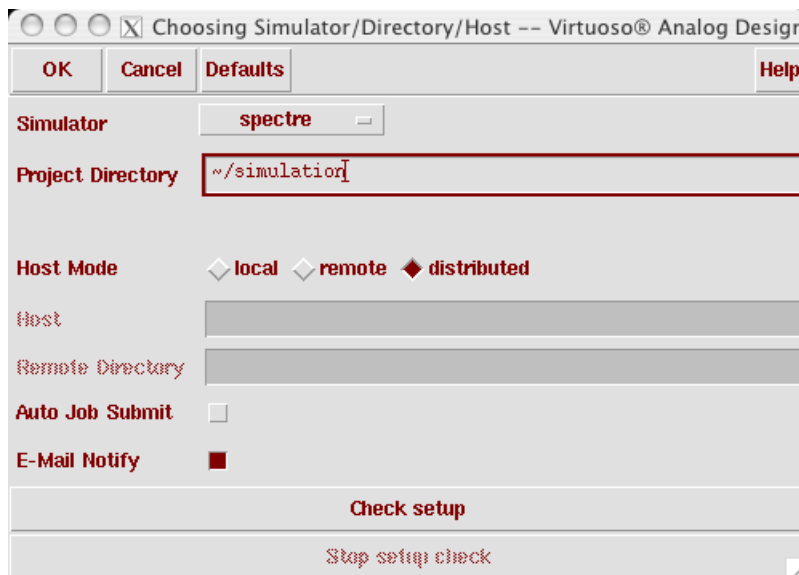 Choosing Simulator/Directory/Host -- Virtuoso® Analog Design
OK Cancel Defaults Help
Simulator spectre
Project Directory ~/simulation
Host Mode local remote distributed
Host
Remote Directory
Auto Job Submit
E-Mail Notify
Check setup
Stop setup check